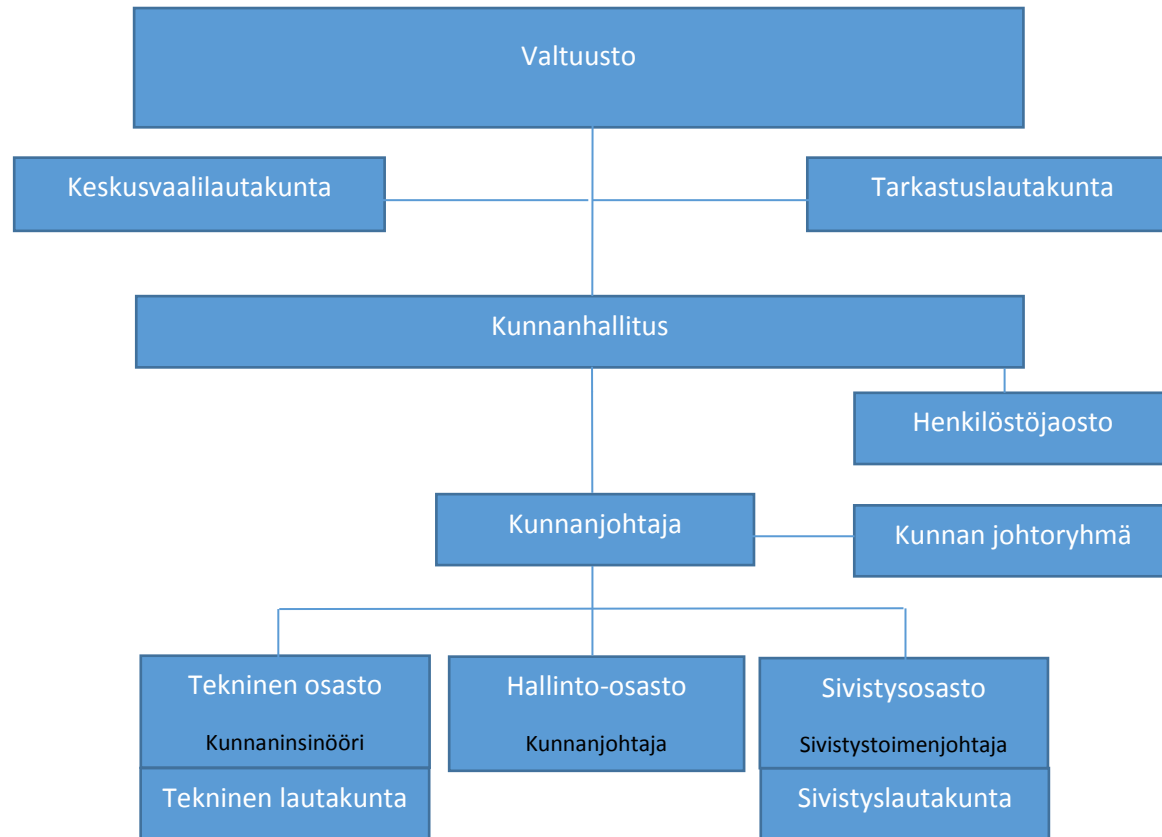 Valtuusto
Keskusvaalilautakunta
Tarkastuslautakunta
Kunnanhallitus
Henkilöstöjaosto
Kunnanjohtaja
Kunnan johtoryhmä
Tekninen osasto
Kunnaninsinööri
Tekninen lautakunta
Hallinto-osasto
Kunnanjohtaja
Sivistysosasto
Sivistystoimenjohtaja
Sivistyslautakunta